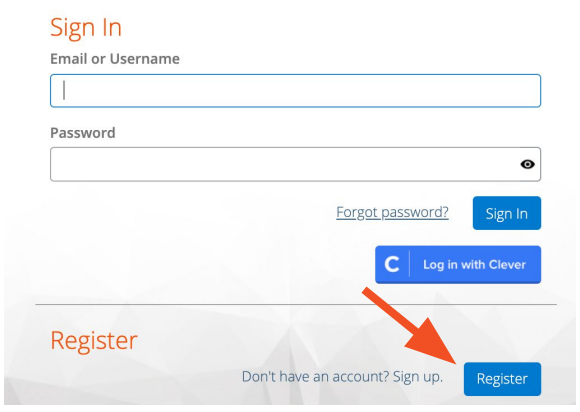 Sign In
Email or Username
Password
Forgot password?
Sign In
C Log in with Clever
Register
Don't have an account? Sign up.
Register